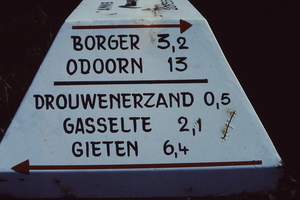 BORGER 3,2
ODOORN 13
DROUWENERZAND 0,5
GASSELTE 2,1
GIETEN 6,4